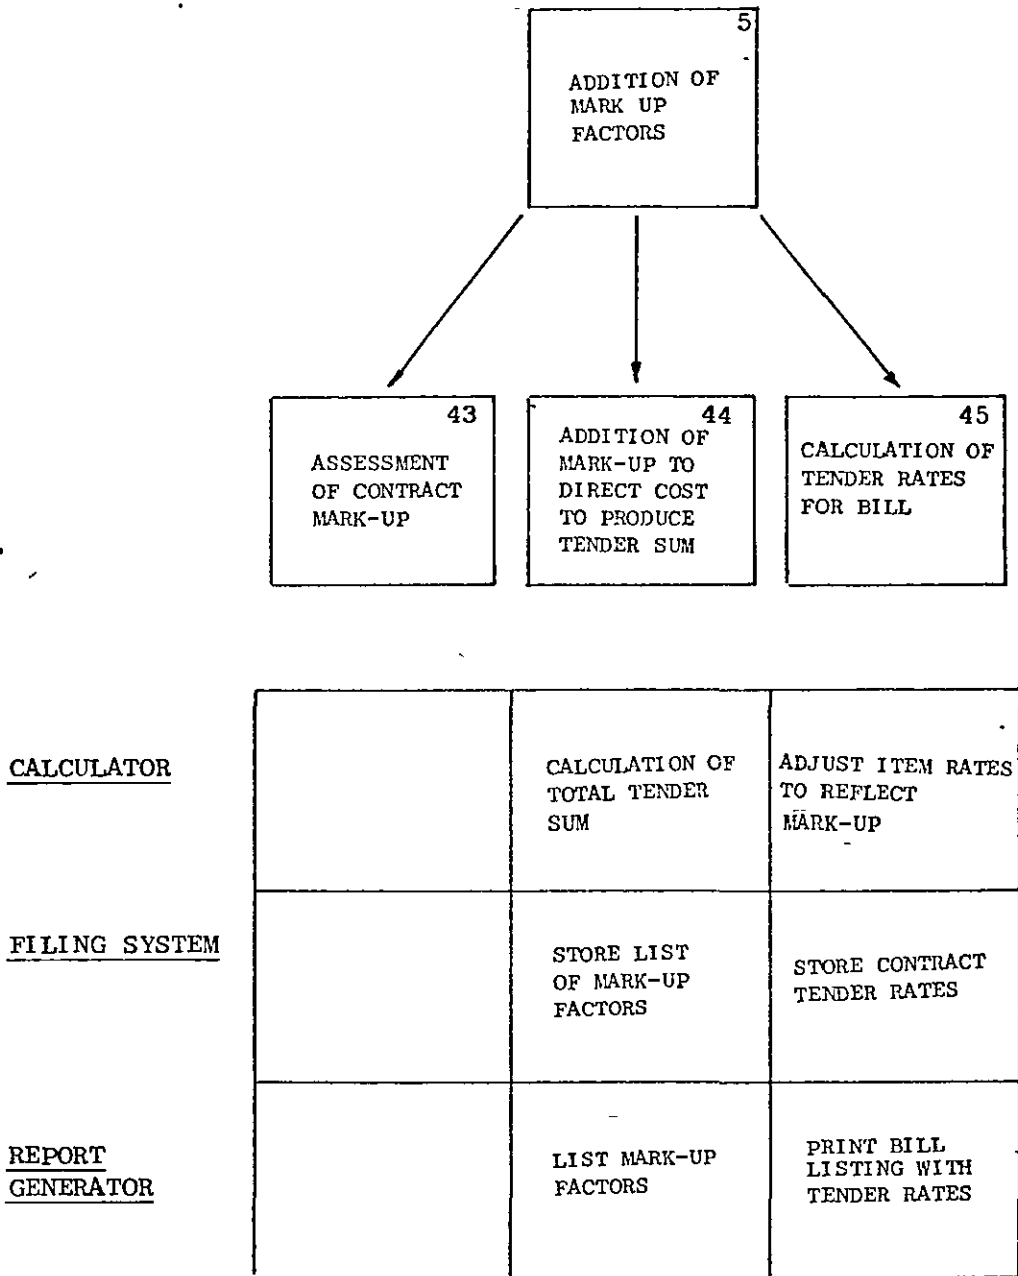 5
ADDITION OF
MARK UP
FACTORS
43
ASSESSMENT
OF CONTRACT
MARK-UP
44
ADDITION OF
MARK-UP TO
DIRECT COST
TO PRODUCE
TENDER SUM
45
CALCULATION OF
TENDER RATES
FOR BILL
CALCULATOR
CALCULATION OF
TOTAL TENDER
SUM
ADJUST ITEM RATES
TO REFLECT
MARK-UP
FILING SYSTEM
STORE LIST
OF MARK-UP
FACTORS
STORE CONTRACT
TENDER RATES
REPORT
GENERATOR
LIST MARK-UP
FACTORS
PRINT BILL
LISTING WITH
TENDER RATES